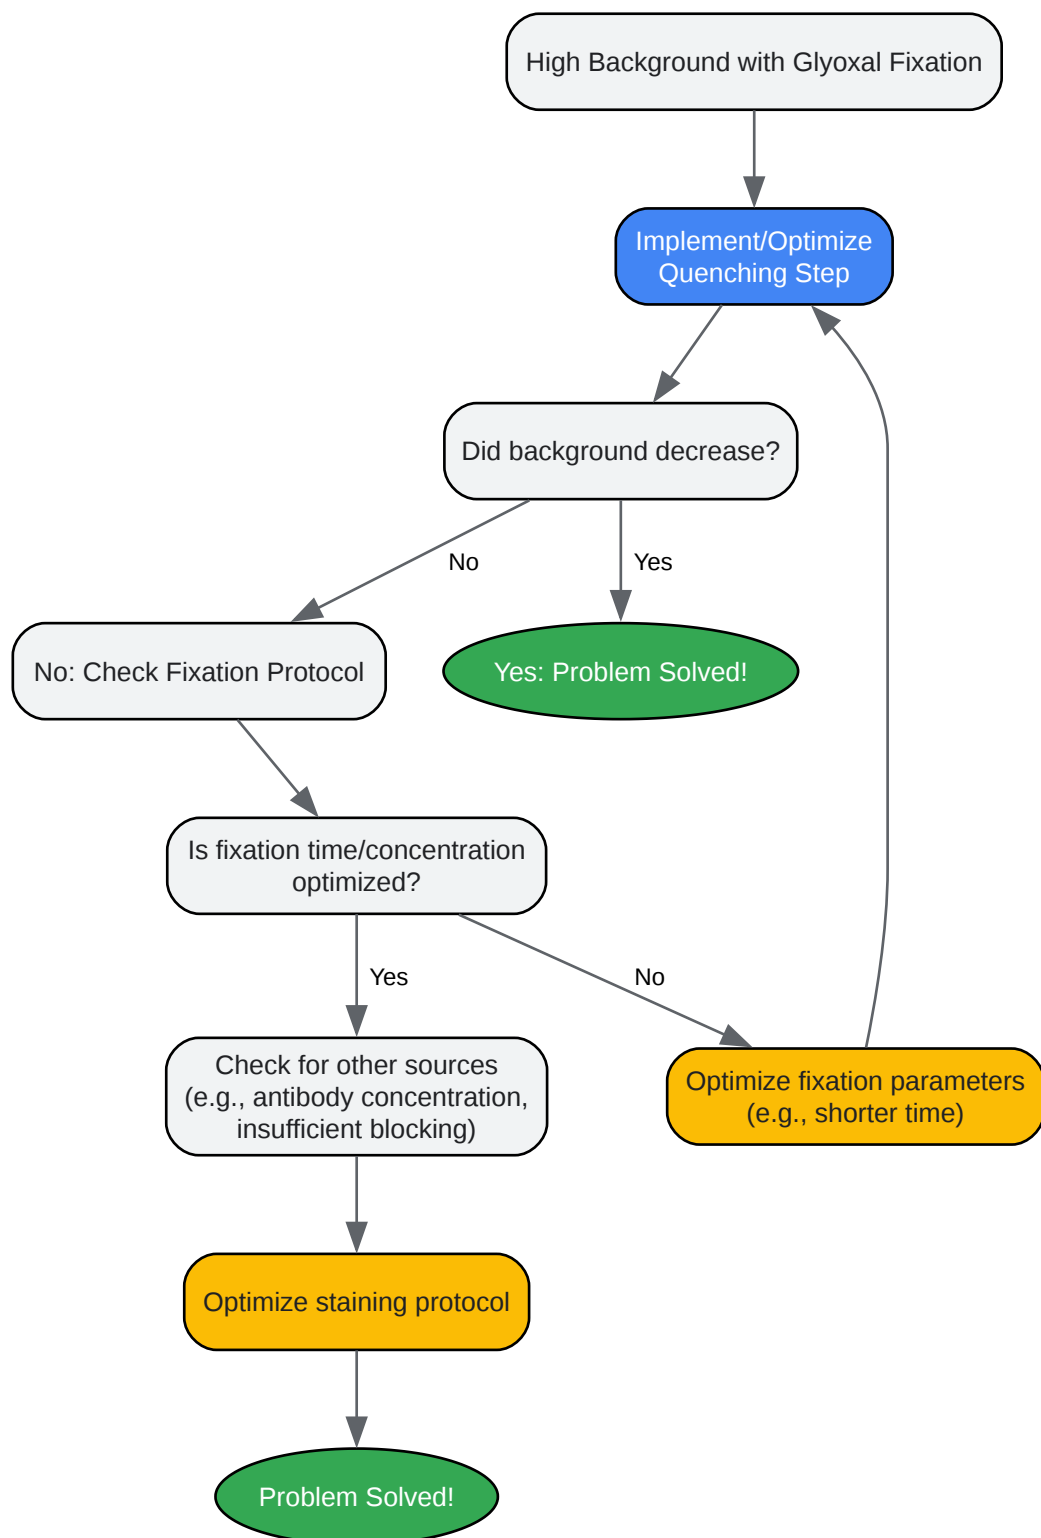 High Background with Glyoxal Fixation
Implement/Optimize
Quenching Step
Did background decrease?
No
Yes
No: Check Fixation Protocol
Yes: Problem Solved!
Is fixation time/concentration
optimized?
Yes
No
Check for other sources
(e.g., antibody concentration,
insufficient blocking)
Optimize fixation parameters
(e.g., shorter time)
Optimize staining protocol
Problem Solved!